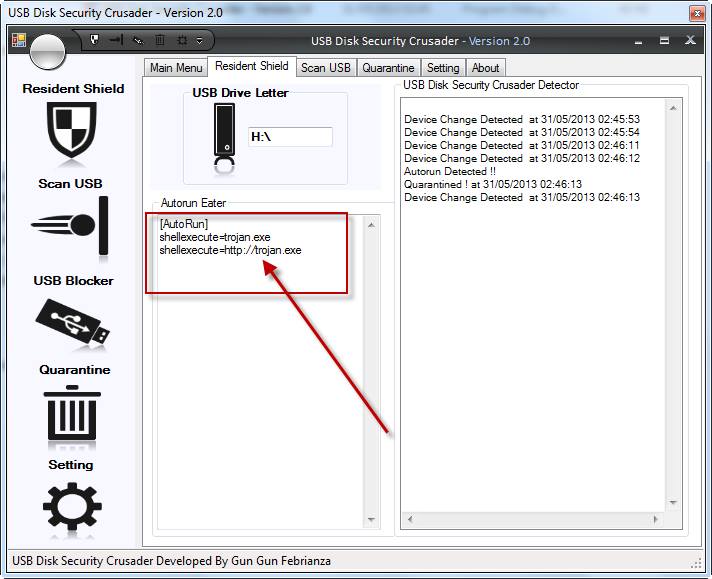 USB Disk Security Crusader - Version 2.0
USB Disk Security Crusader - Version 2.0
Main Menu
Resident Shield
Scan USB
Quarantine
Setting
About
Resident Shield
Scan USB
USB Blocker
Quarantine
Setting
USB Drive Letter
H:\
Autorun Eater
[AutoRun]
shellexecute=trojan.exe
shellexecute=http://trojan.exe
USB Disk Security Crusader Detector
Device Change Detected at 31/05/2013 02:45:53
Device Change Detected at 31/05/2013 02:45:54
Device Change Detected at 31/05/2013 02:46:11
Device Change Detected at 31/05/2013 02:46:12
Autorun Detected !!
Quarantined ! at 31/05/2013 02:46:13
Device Change Detected at 31/05/2013 02:46:13
USB Disk Security Crusader Developed By Gun Gun Febrianza